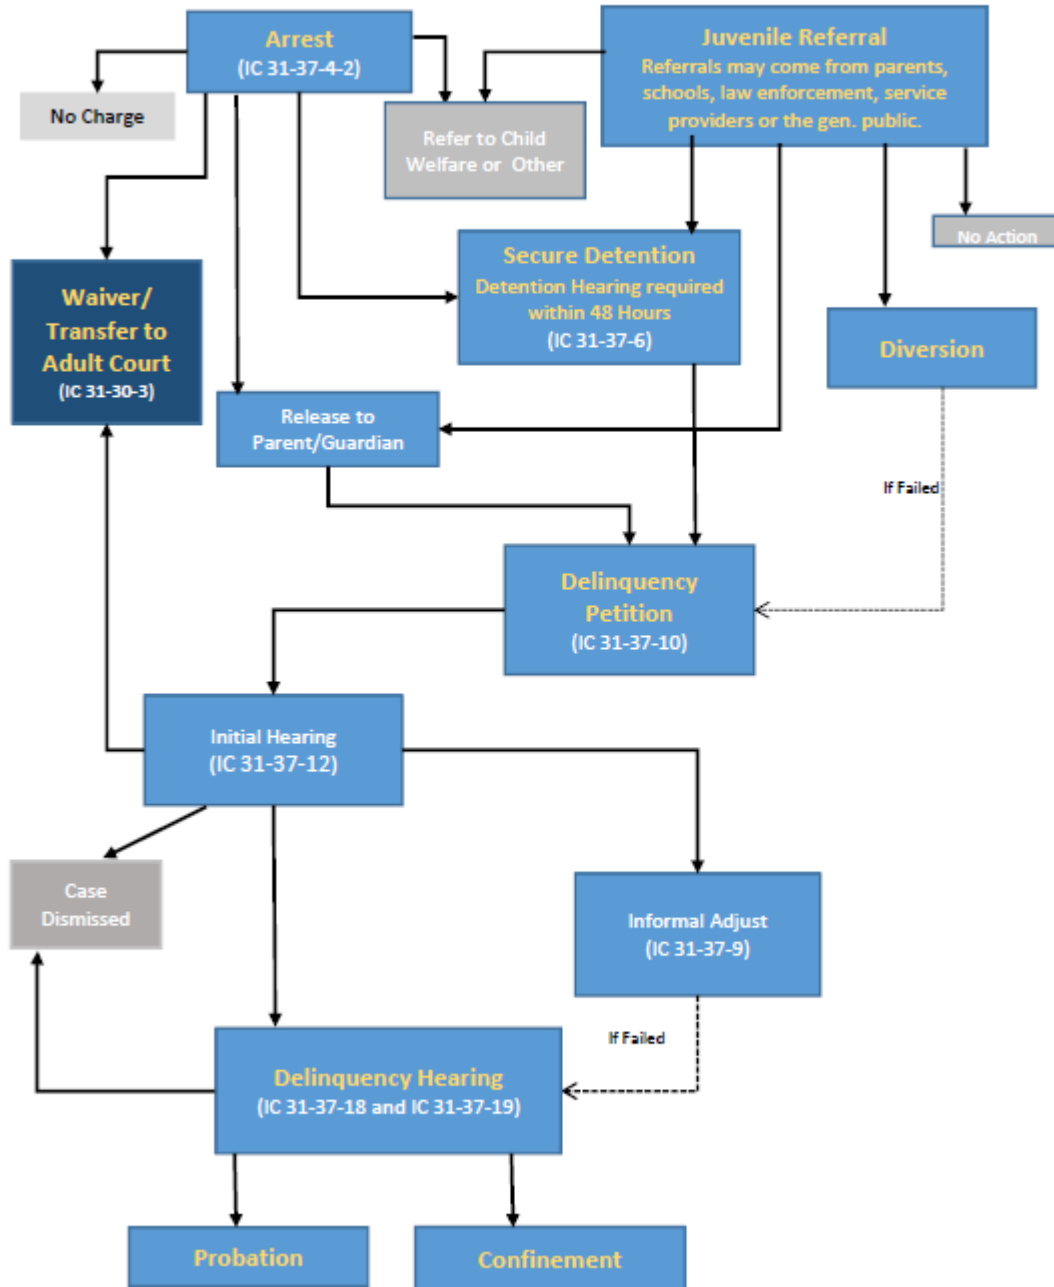 Arrest
(IC 31-37-4-2)
Juvenile Referral
Referrals may come from parents,
schools, law enforcement, service
providers or the gen. public.
No Charge
Refer to Child
Welfare or Other
No Action
Secure Detention
Detention Hearing required
within 48 Hours
(IC 31-37-6)
Waiver/
Transfer to
Adult Court
(IC 31-30-3)
Diversion
Release to
Parent/Guardian
If Failed
Delinquency
Petition
(IC 31-37-10)
Initial Hearing
(IC 31-37-12)
Case
Dismissed
Informal Adjust
(IC 31-37-9)
If Failed
Delinquency Hearing
(IC 31-37-18 and IC 31-37-19)
Probation
Confinement